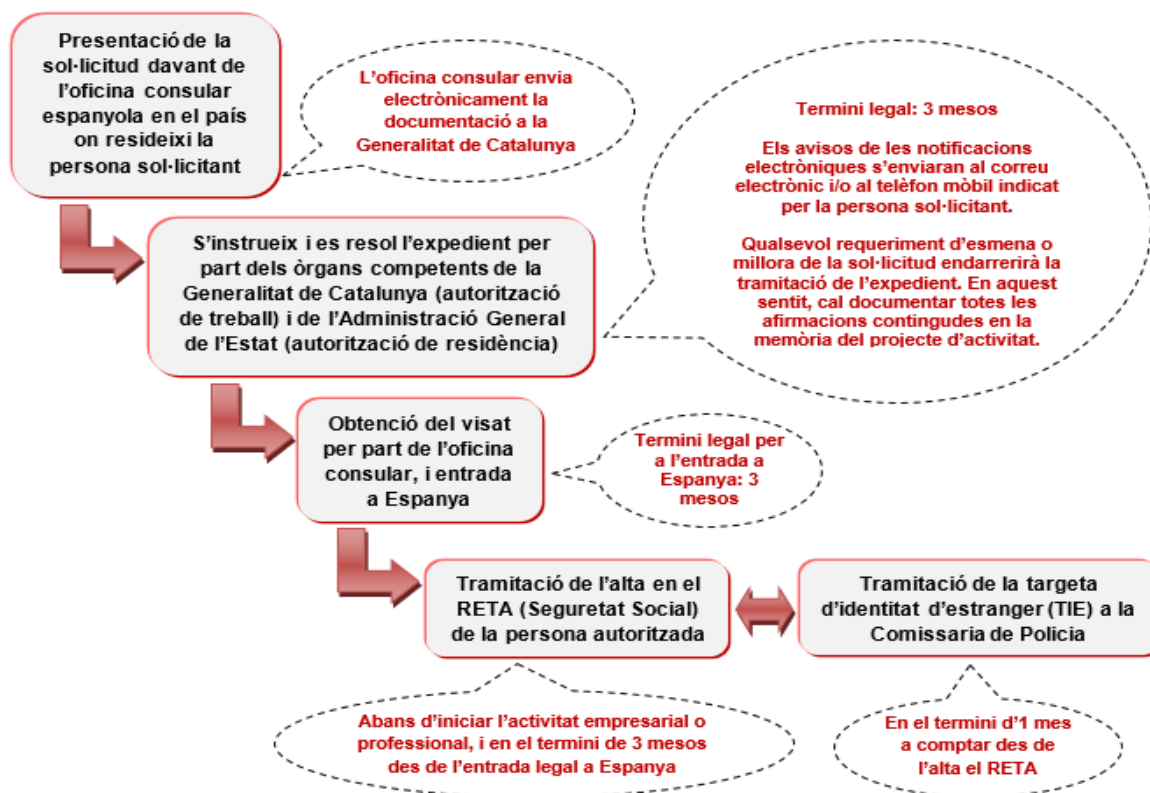 Presentació de la
sol·licitud davant de
l'oficina consular
espanyola en el país
on resideixi la
persona sol·licitant
L'oficina consular envia
electrònicament la
documentació a la
Generalitat de Catalunya
Termini legal: 3 mesos
Els avisos de les notificacions
electròniques s'enviaran al correu
electrònic i/o al telèfon mòbil indicat
per la persona sol·licitant.
Qualsevol requeriment d'esmena o
millora de la sol·licitud endarrerirà la
tramitació de l'expedient. En aquest
sentit, cal documentar totes les
afirmacions contingudes en la
memòria del projecte d'activitat.
S'instrueix i es resol l'expedient per
part dels òrgans competents de la
Generalitat de Catalunya (autorització
de treball) i de l'Administració General
de l'Estat (autorització de residència)
Obtenció del visat
per part de l'oficina
consular, i entrada
a Espanya
Termini legal per
a l'entrada a
Espanya: 3
mesos
Tramitació de l'alta en el
RETA (Seguretat Social)
de la persona autoritzada
Tramitació de la targeta
d'identitat d'estranger (TIE) a la
Comissaria de Policia
Abans d'iniciar l'activitat empresarial o
professional, i en el termini de 3 mesos
des de l'entrada legal a Espanya
En el termini d'1 mes
a comptar des de
l'alta el RETA